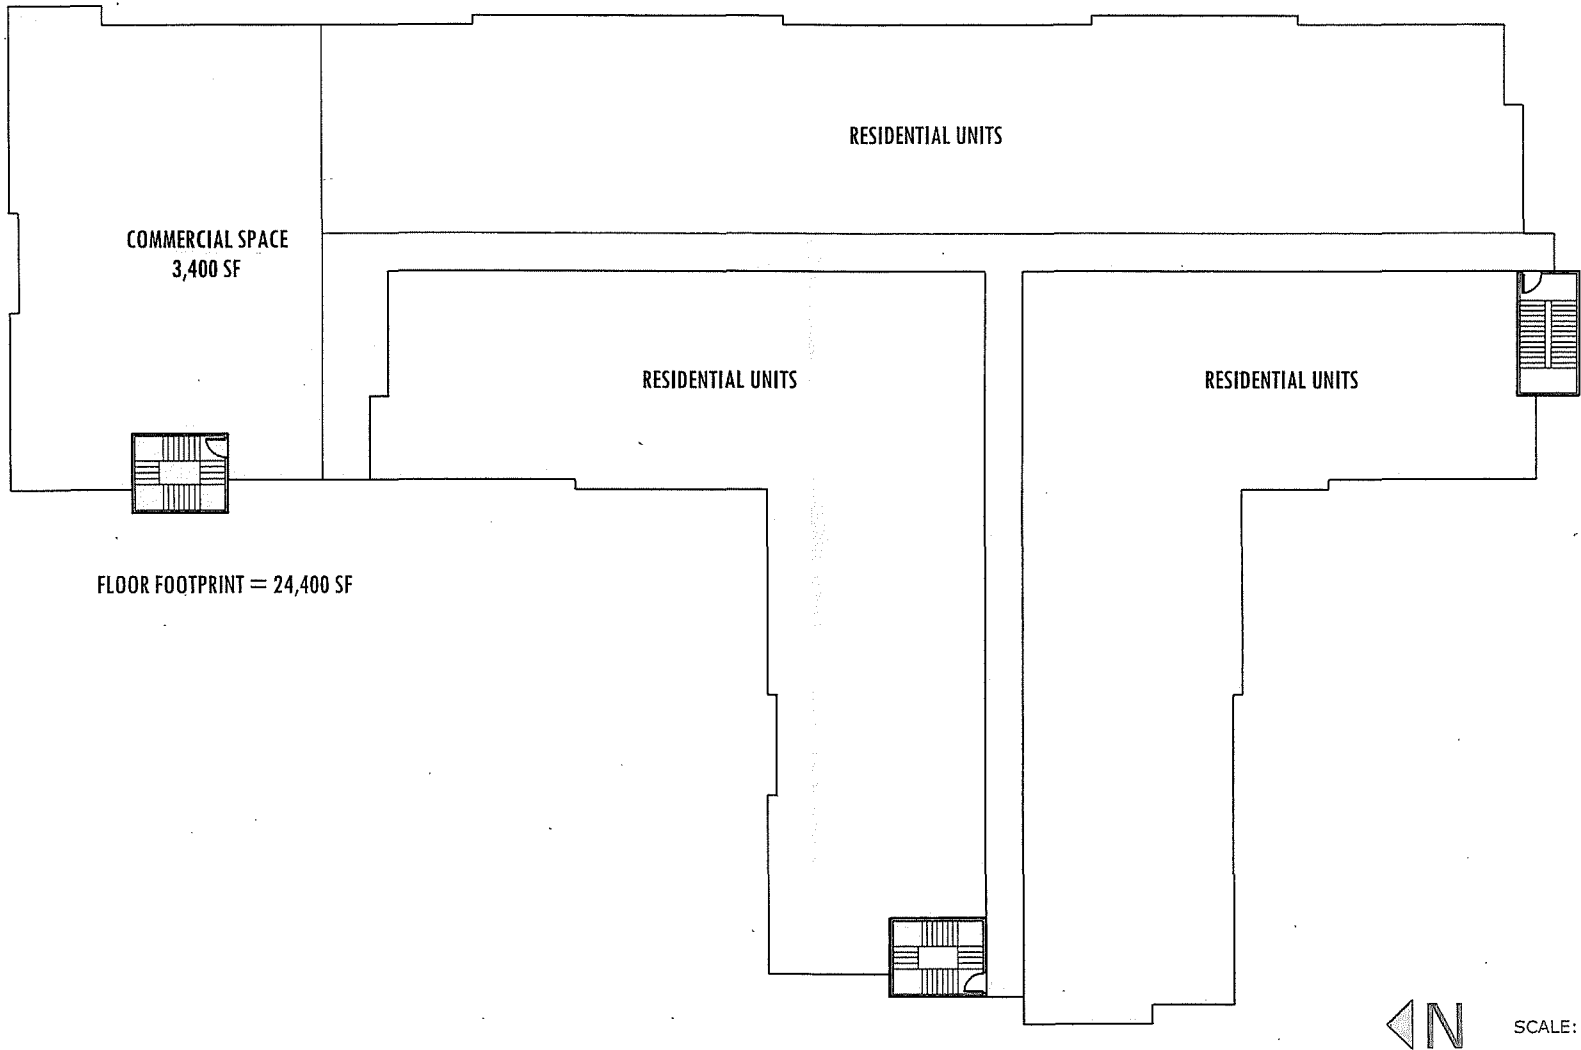 RESIDENTIAL UNITS
COMMERCIAL SPACE
3,400 SF
RESIDENTIAL UNITS
RESIDENTIAL UNITS
FLOOR FOOTPRINT = 24,400 SF
N
SCALE: